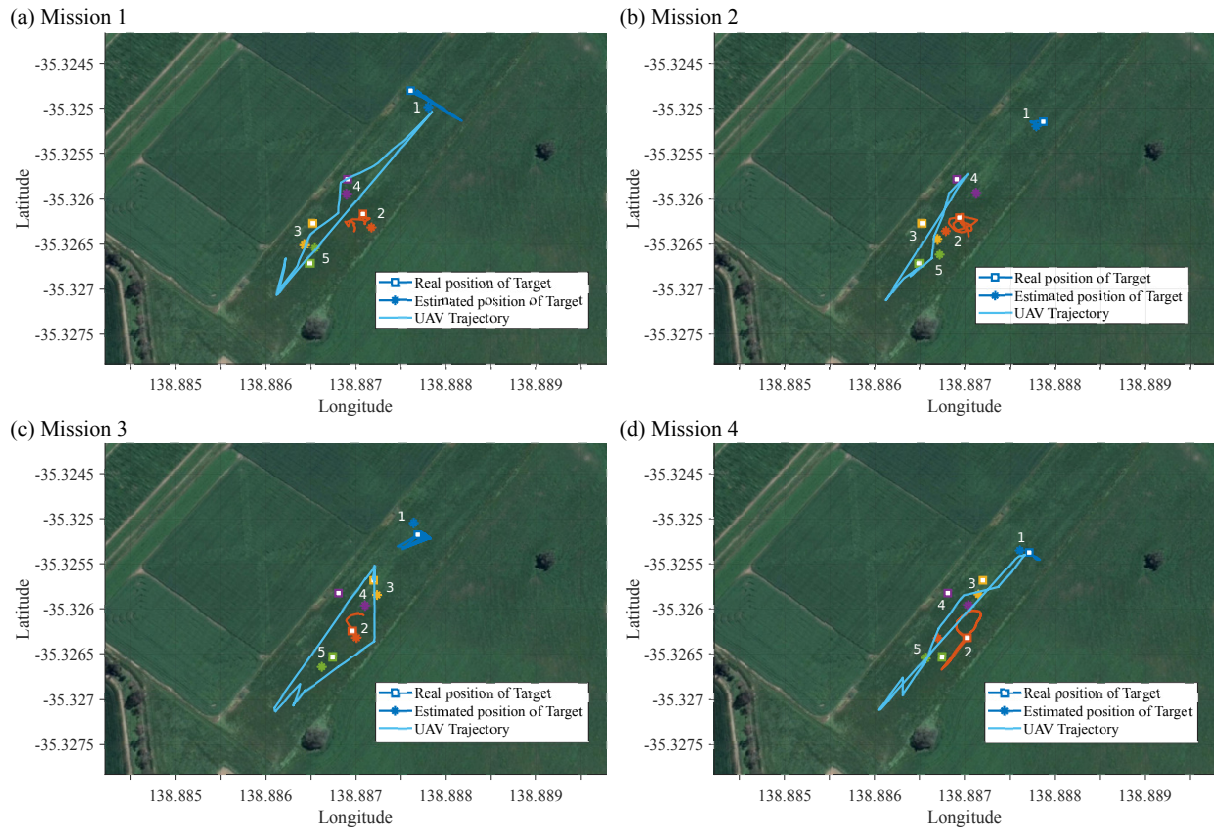 (a) Mission 1
-35.3245
-35.325
-35.3255
-35.326
-35.3265
-35.327
-35.3275
Latitude
1
4
2
3
5
Real position of Target
Estimated position of Target
UAV Trajectory
138.885
138.886
138.887
138.888
138.889
Longitude
(b) Mission 2
-35.3245
-35.325
-35.3255
-35.326
-35.3265
-35.327
-35.3275
Latitude
1
4
3
2
5
Real position of Target
Estimated position of Target
UAV Trajectory
138.885
138.886
138.887
138.888
138.889
Longitude
(c) Mission 3
-35.3245
-35.325
-35.3255
-35.326
-35.3265
-35.327
-35.3275
Latitude
1
3
4
2
5
Real position of Target
Estimated position of Target
UAV Trajectory
138.885
138.886
138.887
138.888
138.889
Longitude
(d) Mission 4
-35.3245
-35.325
-35.3255
-35.326
-35.3265
-35.327
-35.3275
Latitude
1
3
4
5
2
Real position of Target
Estimated position of Target
UAV Trajectory
138.885
138.886
138.887
138.888
138.889
Longitude